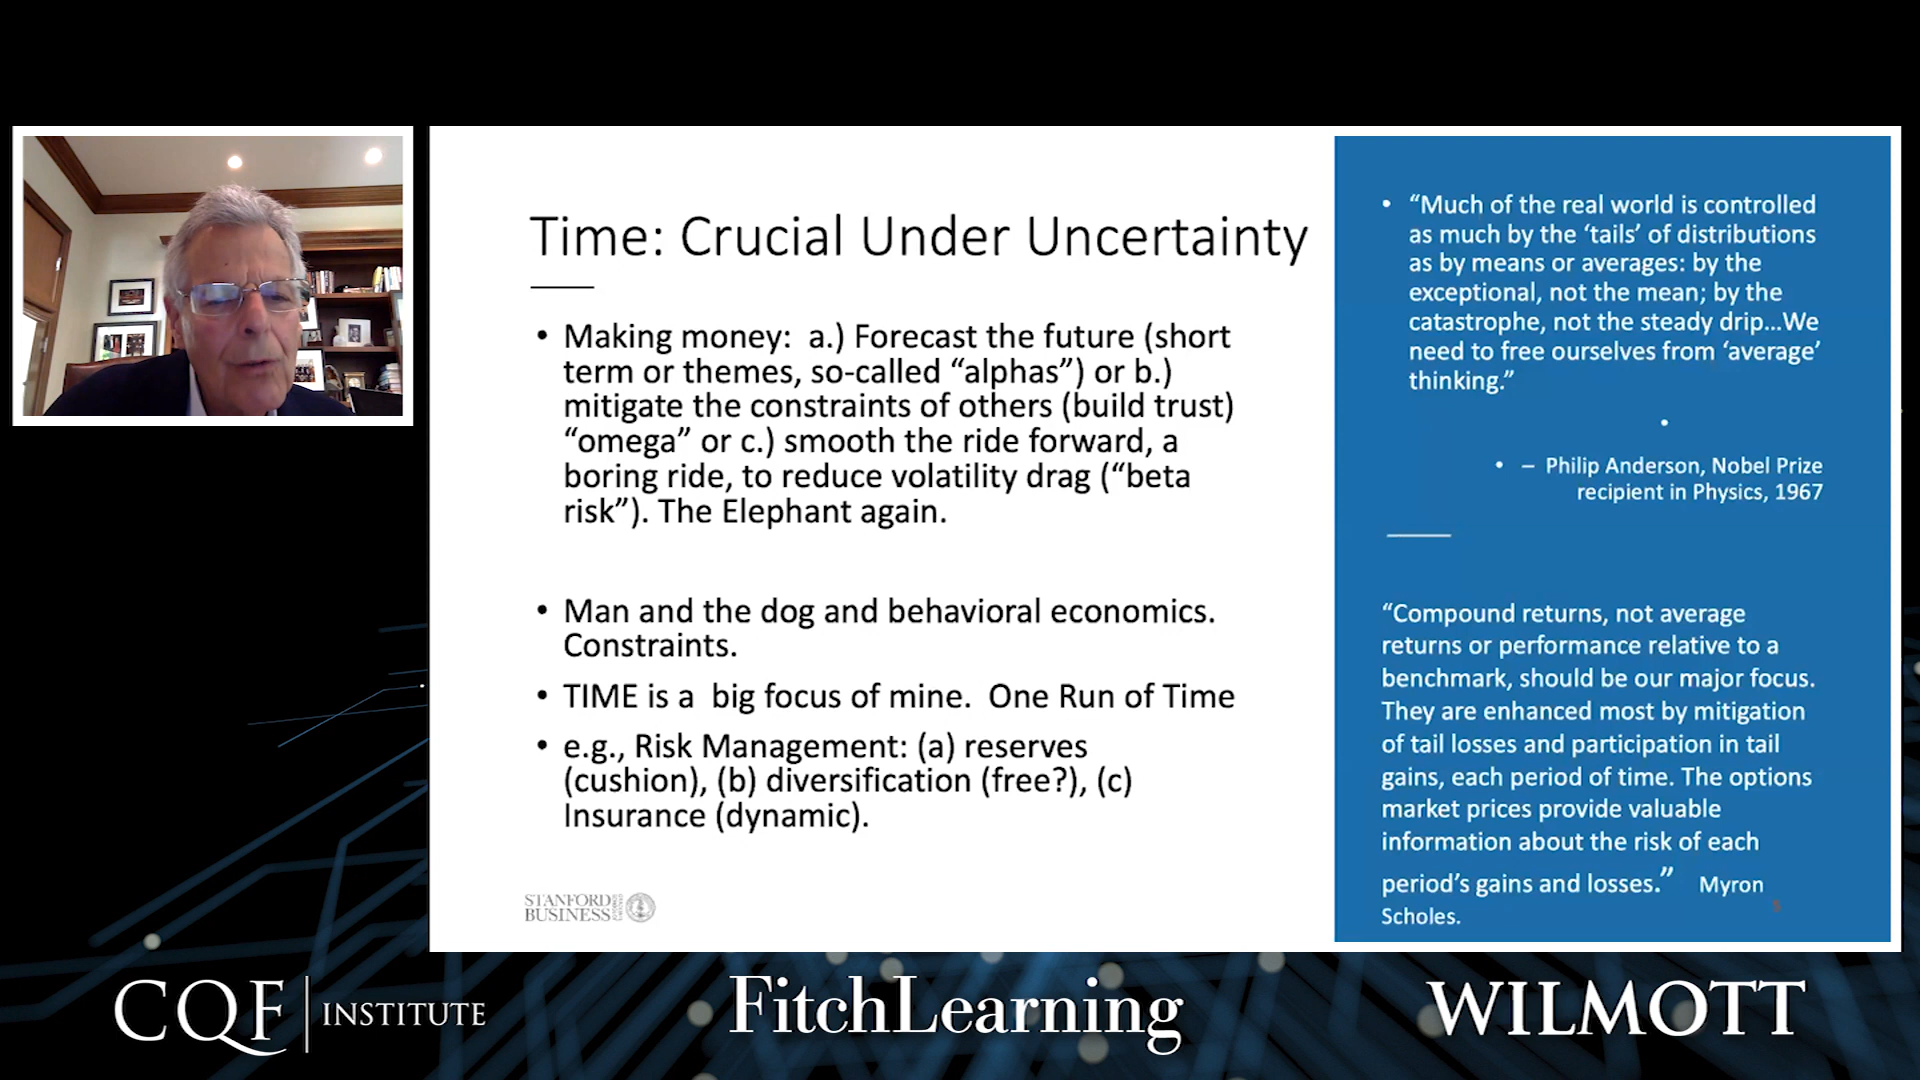 Time: Crucial Under Uncertainty
• Making money:  a.) Forecast the future (short
term or themes, so-called “alphas”) or b.)
mitigate the constraints of others (build trust)
“omega” or c.) smooth the ride forward, a
boring ride, to reduce volatility drag (“beta
risk”). The Elephant again.
• Man and the dog and behavioral economics.
Constraints.
• TIME is a  big focus of mine.  One Run of Time
• e.g., Risk Management: (a) reserves
(cushion), (b) diversification (free?), (c)
Insurance (dynamic).
STANFORD
BUSINESS
• “Much of the real world is controlled
as much by the ‘tails’ of distributions
as by means or averages: by the
exceptional, not the mean; by the
catastrophe, not the steady drip…We
need to free ourselves from ‘average’
thinking.”
•
• – Philip Anderson, Nobel Prize
recipient in Physics, 1967
“Compound returns, not average
returns or performance relative to a
benchmark, should be our major focus.
They are enhanced most by mitigation
of tail losses and participation in tail
gains, each period of time. The options
market prices provide valuable
information about the risk of each
period’s gains and losses.”   Myron
Scholes.
CQF | INSTITUTE
FitchLearning
WILMOTT